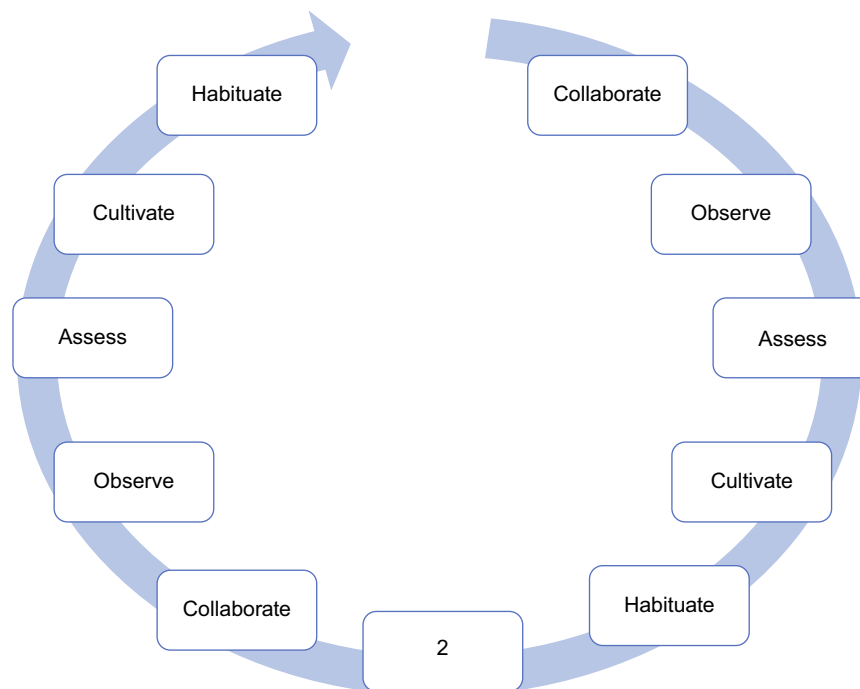 Collaborate
Observe
Assess
Cultivate
Habituate
2
Collaborate
Observe
Assess
Cultivate
Habituate